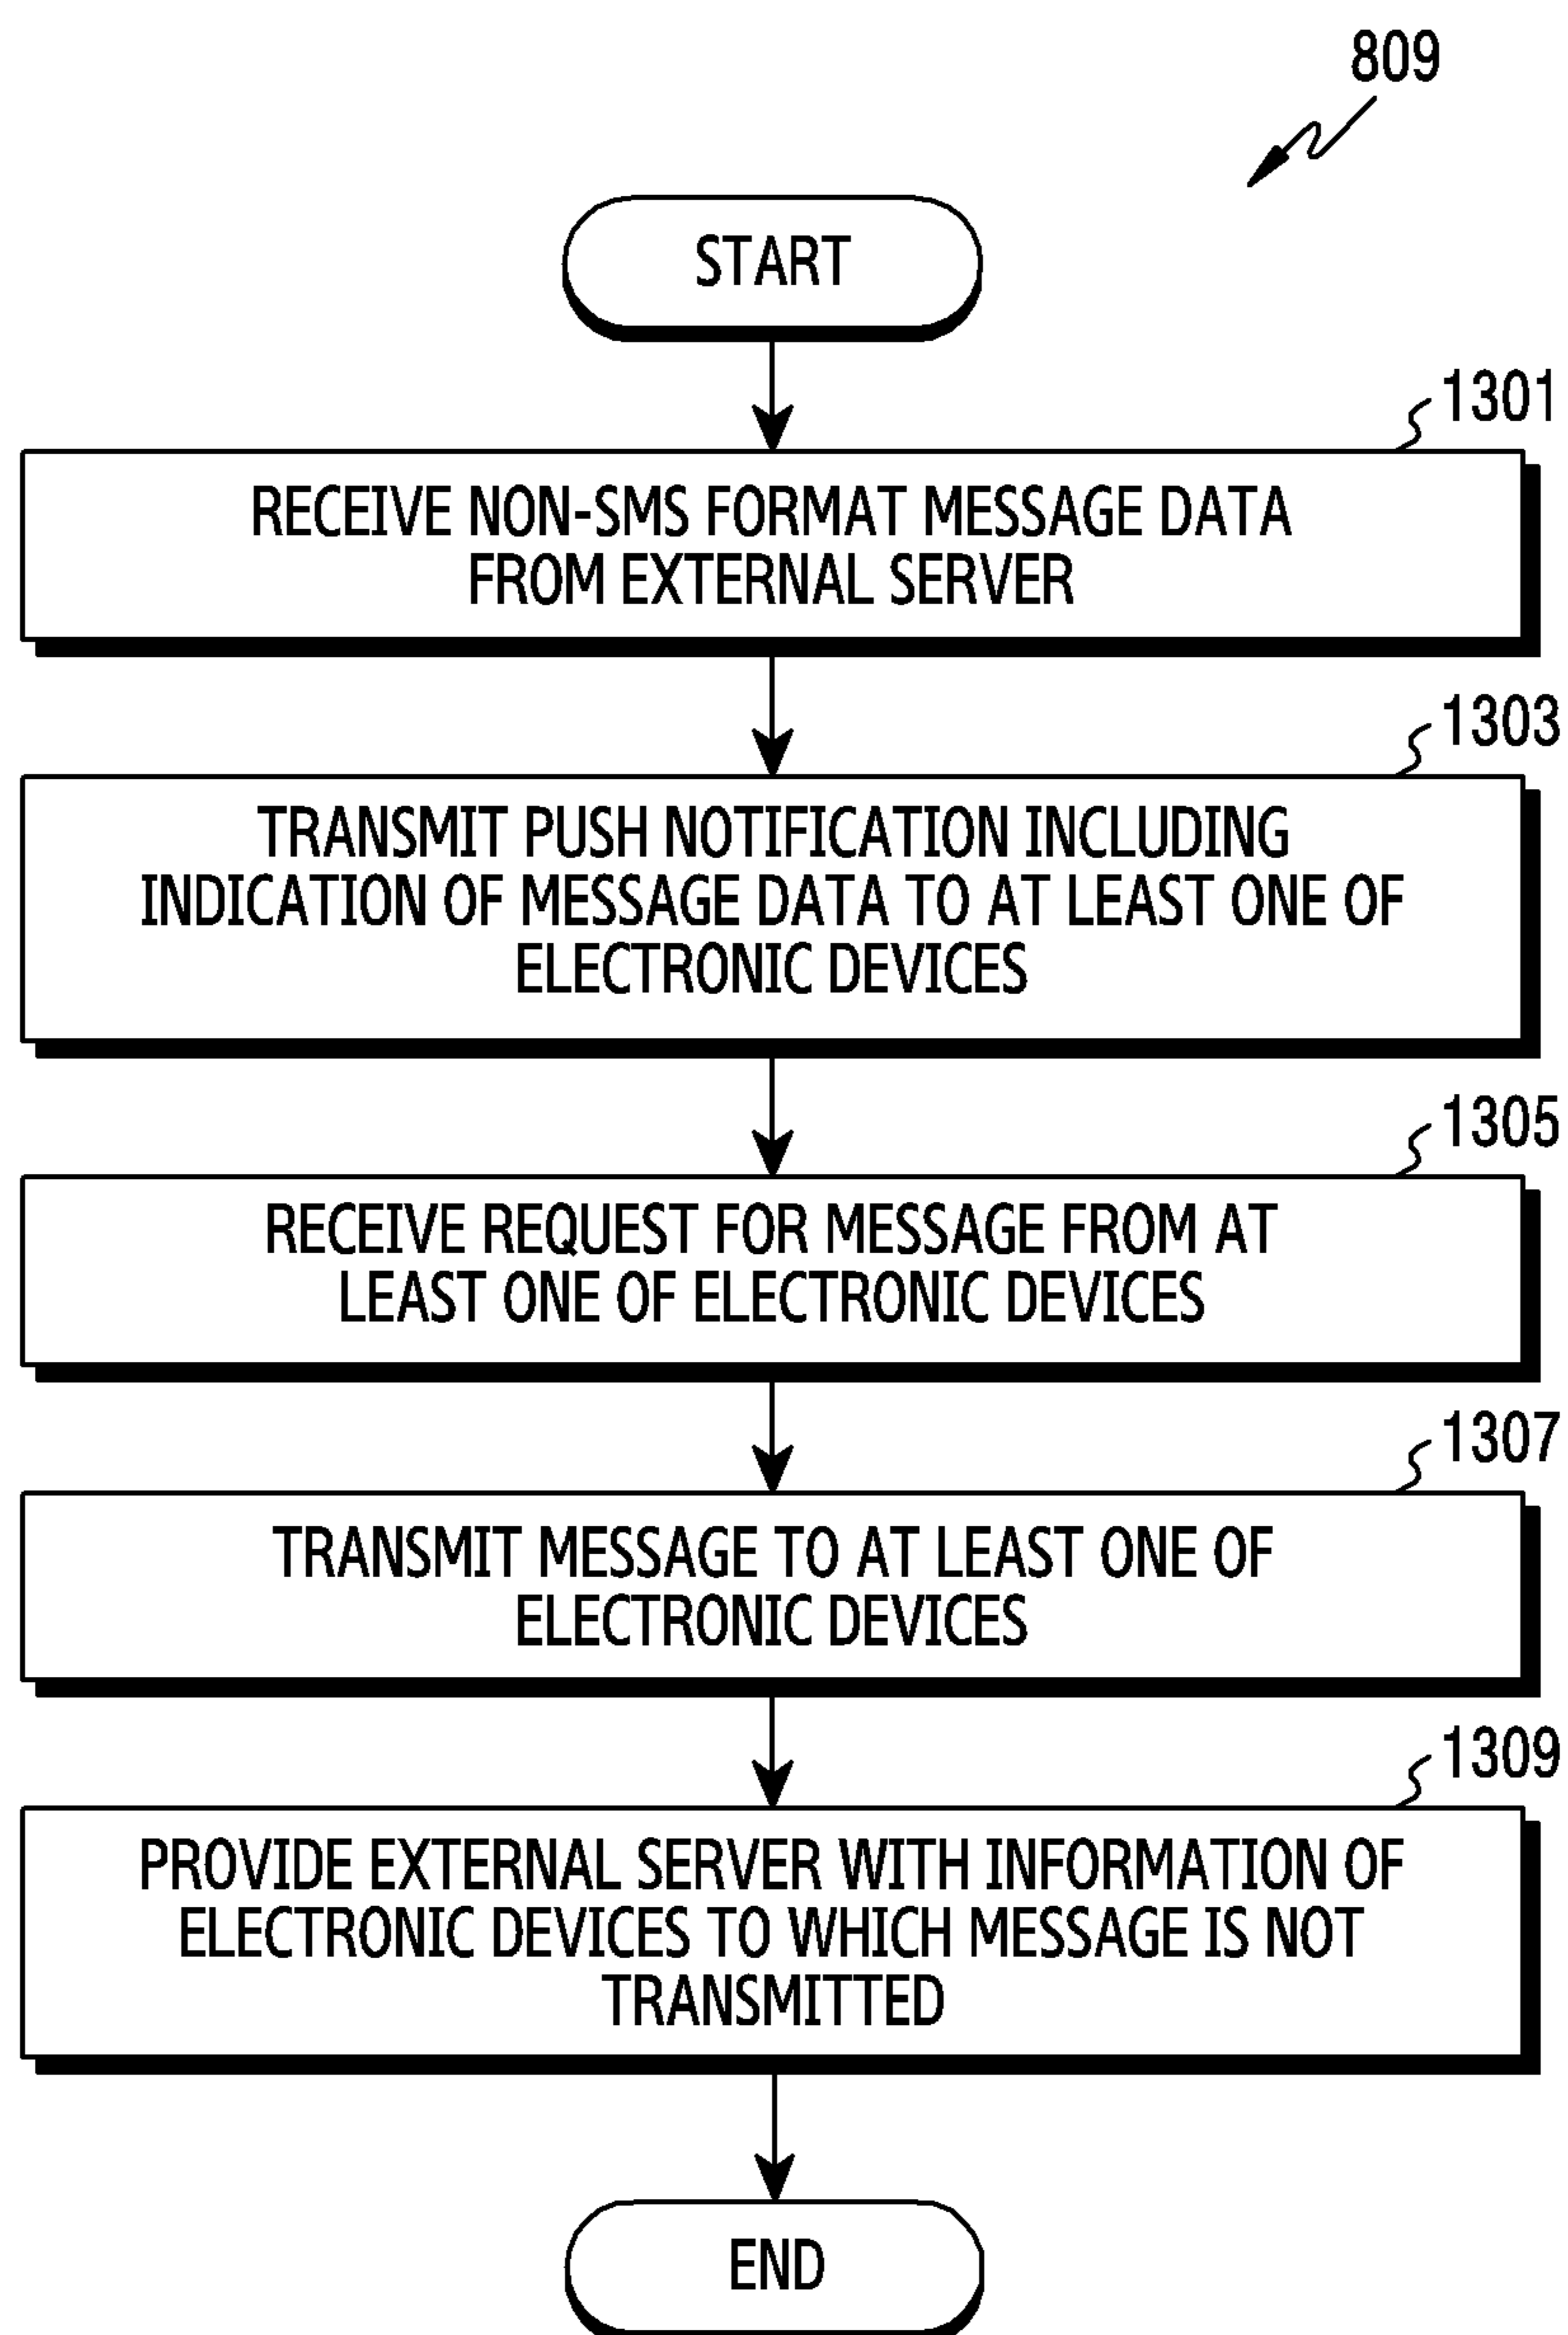 809
START
1301
RECEIVE NON-SMS FORMAT MESSAGE DATA
FROM EXTERNAL SERVER
1303
TRANSMIT PUSH NOTIFICATION INCLUDING
INDICATION OF MESSAGE DATA TO AT LEAST ONE OF
ELECTRONIC DEVICES
1305
RECEIVE REQUEST FOR MESSAGE FROM AT
LEAST ONE OF ELECTRONIC DEVICES
1307
TRANSMIT MESSAGE TO AT LEAST ONE OF
ELECTRONIC DEVICES
1309
PROVIDE EXTERNAL SERVER WITH INFORMATION OF
ELECTRONIC DEVICES TO WHICH MESSAGE IS NOT
TRANSMITTED
END